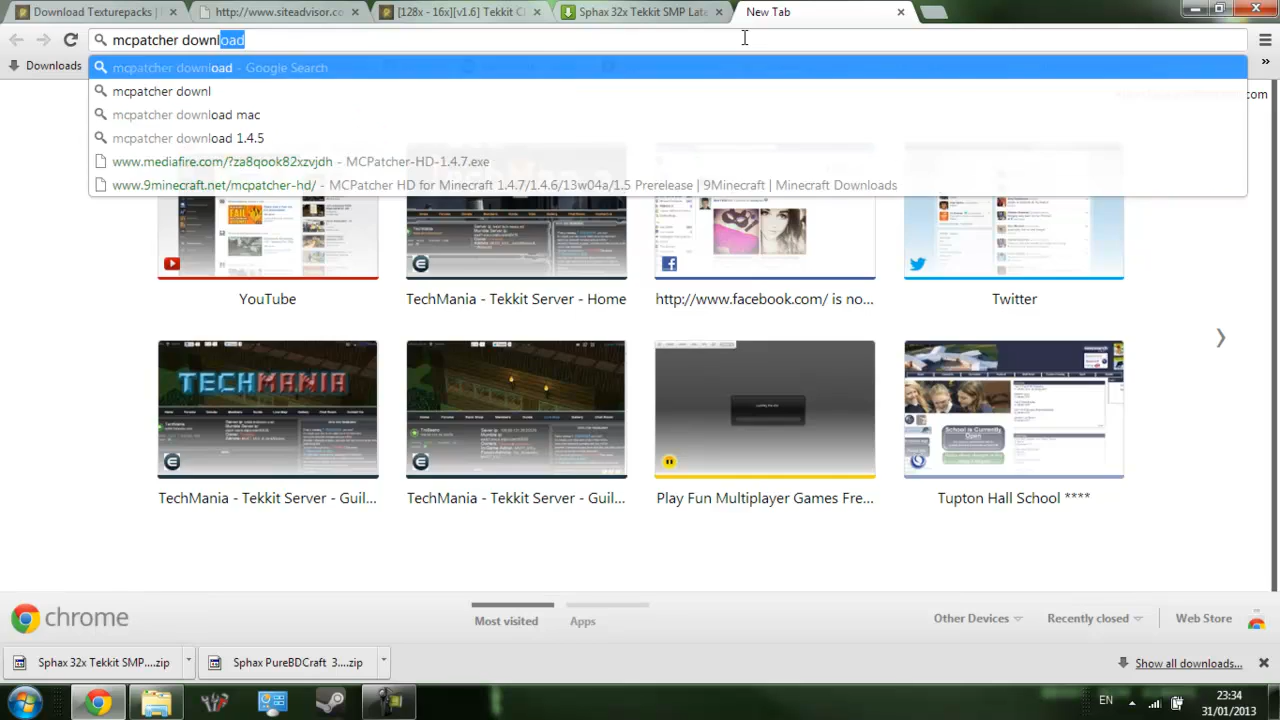 Download Texturepacks |
http://www.siteadvisor.co
[128x - 16x][v1.6] Tekkit Cl
Sphax 32x Tekkit SMP Late
New Tab
mcpatcher download
Downloads
mcpatcher download - Google Search
mcpatcher downl
mcpatcher download mac
mcpatcher download 1.4.5
www.mediafire.com/?za8qook82xzvjdh - MCPatcher-HD-1.4.7.exe
www.9minecraft.net/mcpatcher-hd/ - MCPatcher HD for Minecraft 1.4.7/1.4.6/13w04a/1.5 Prerelease | 9Minecraft | Minecraft Downloads
com
YouTube
TechMania - Tekkit Server - Home
http://www.facebook.com/ is no...
Twitter
TECHMANIA
School is Currently
Open
TechMania - Tekkit Server - Guil...
TechMania - Tekkit Server - Guil...
Play Fun Multiplayer Games Fre...
Tupton Hall School ****
chrome
Most visited
Apps
Other Devices
Recently closed
Web Store
Sphax 32x Tekkit SMP....zip
Sphax PureBDCraft 3....zip
Show all downloads...
EN
23:34
31/01/2013